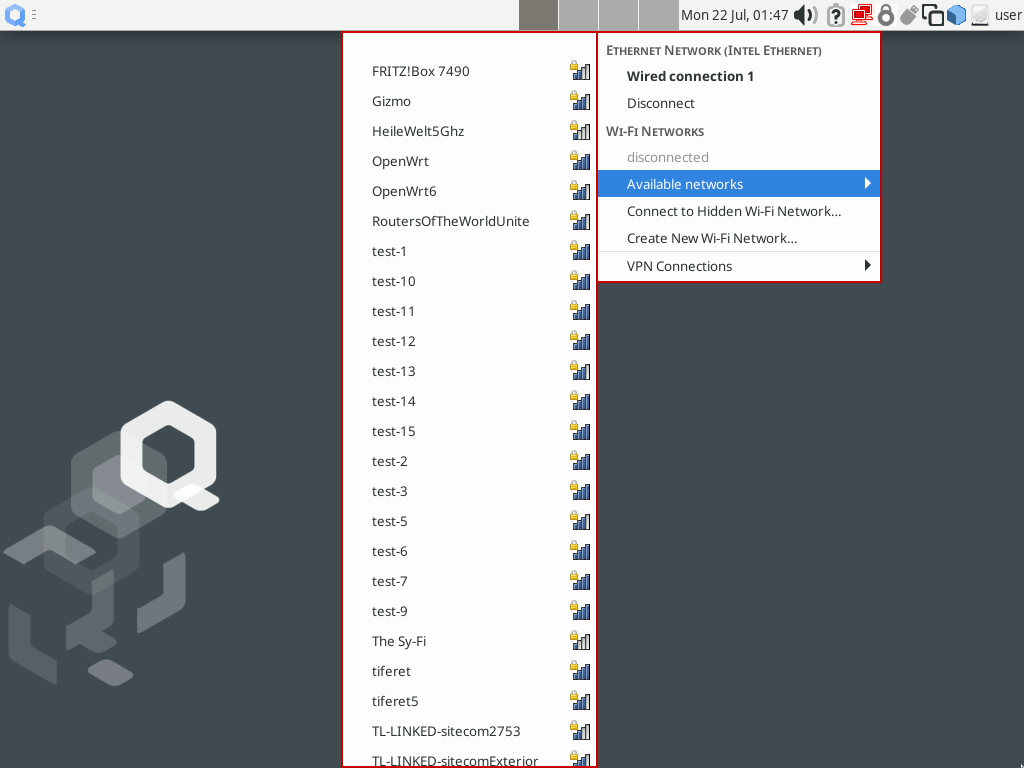 Mon 22 Jul, 01:47
user
FRITZ!Box 7490
Gizmo
HeileWelt5Ghz
OpenWrt
OpenWrt6
RoutersOfTheWorldUnite
test-1
test-10
test-11
test-12
test-13
test-14
test-15
test-2
test-3
test-5
test-6
test-7
test-9
The Sy-Fi
tiferet
tiferet5
TL-LINKED-sitecom2753
TL-LINKED-sitecomExterior
Ethernet Network (Intel Ethernet)
Wired connection 1
Disconnect
Wi-Fi Networks
disconnected
Available networks
Connect to Hidden Wi-Fi Network...
Create New Wi-Fi Network...
VPN Connections